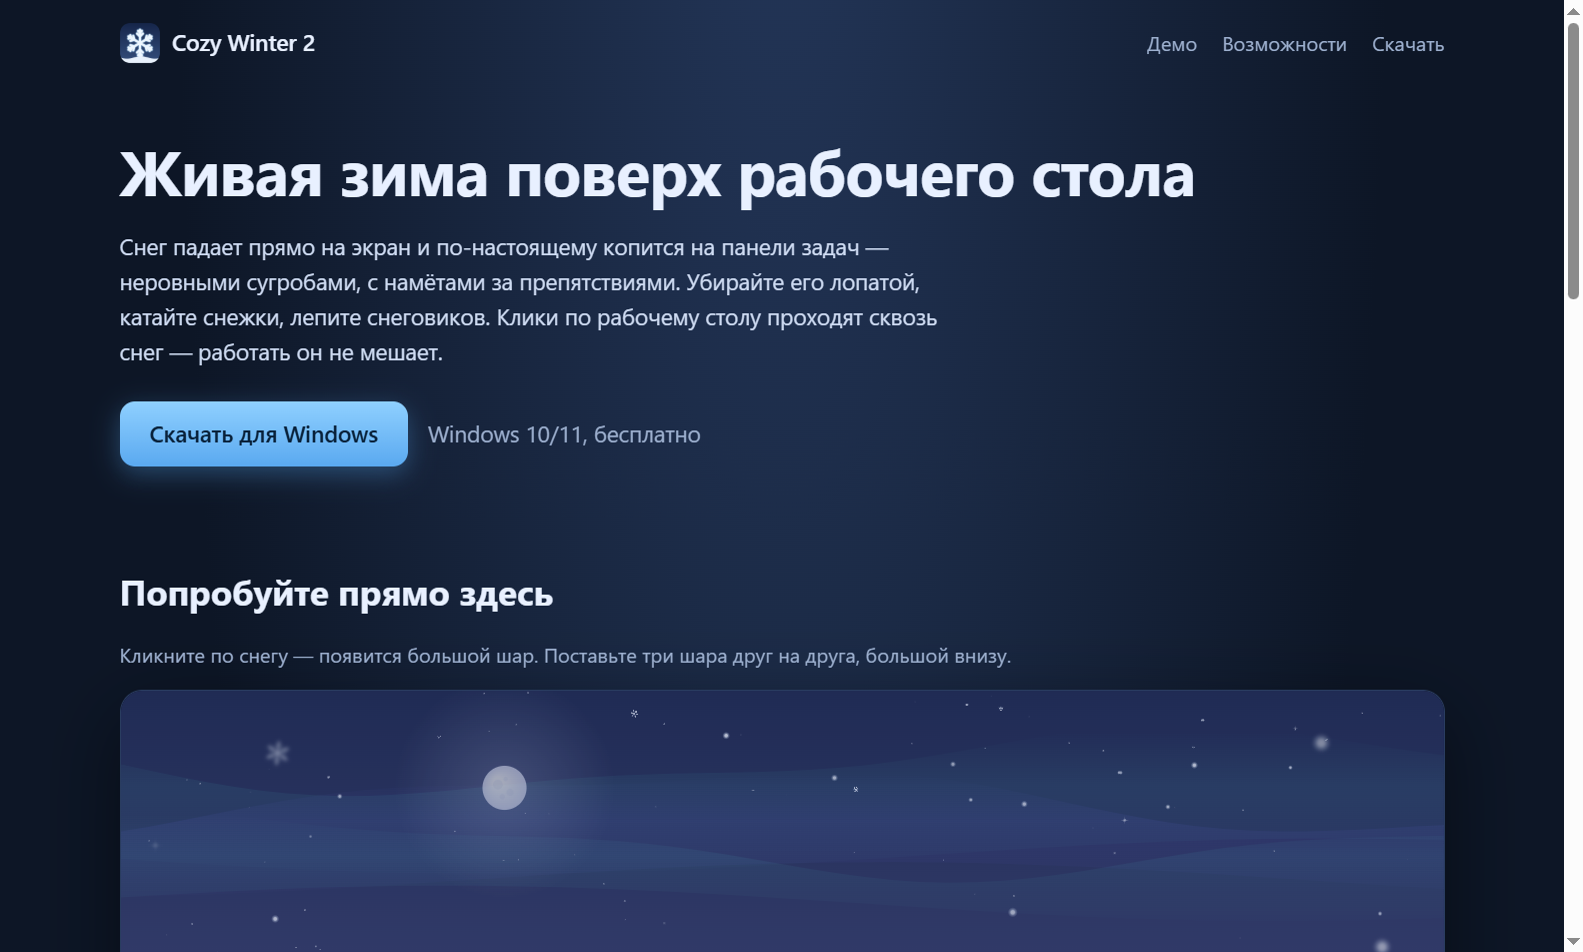 Cozy Winter 2
Демо
Возможности
Скачать
Живая зима поверх рабочего стола
Снег падает прямо на экран и по-настоящему копится на панели задач —
неровными сугробами, с намётами за препятствиями. Убирайте его лопатой,
катайте снежки, лепите снеговиков. Клики по рабочему столу проходят сквозь
снег — работать он не мешает.
Скачать для Windows
Windows 10/11, бесплатно
Попробуйте прямо здесь
Кликните по снегу — появится большой шар. Поставьте три шара друг на друга, большой внизу.